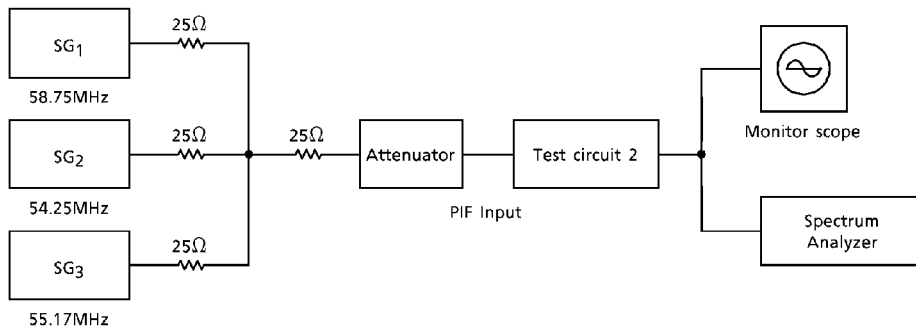 25Ω
SG1
58.75MHz
25Ω
SG2
54.25MHz
25Ω
SG3
55.17MHz
25Ω
Attenuator
PIF Input
Test circuit 2
Monitor scope
Spectrum
Analyzer